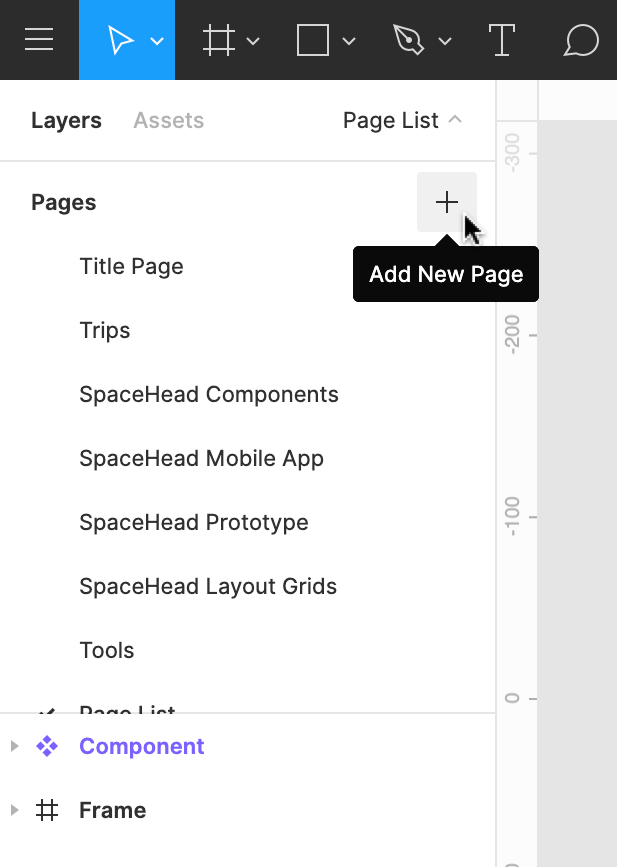 Layers Assets Page List
Pages
Add New Page
Title Page
Trips
SpaceHead Components
SpaceHead Mobile App
SpaceHead Prototype
SpaceHead Layout Grids
Tools
Page List
Component
Frame
-300
-200
-100
0